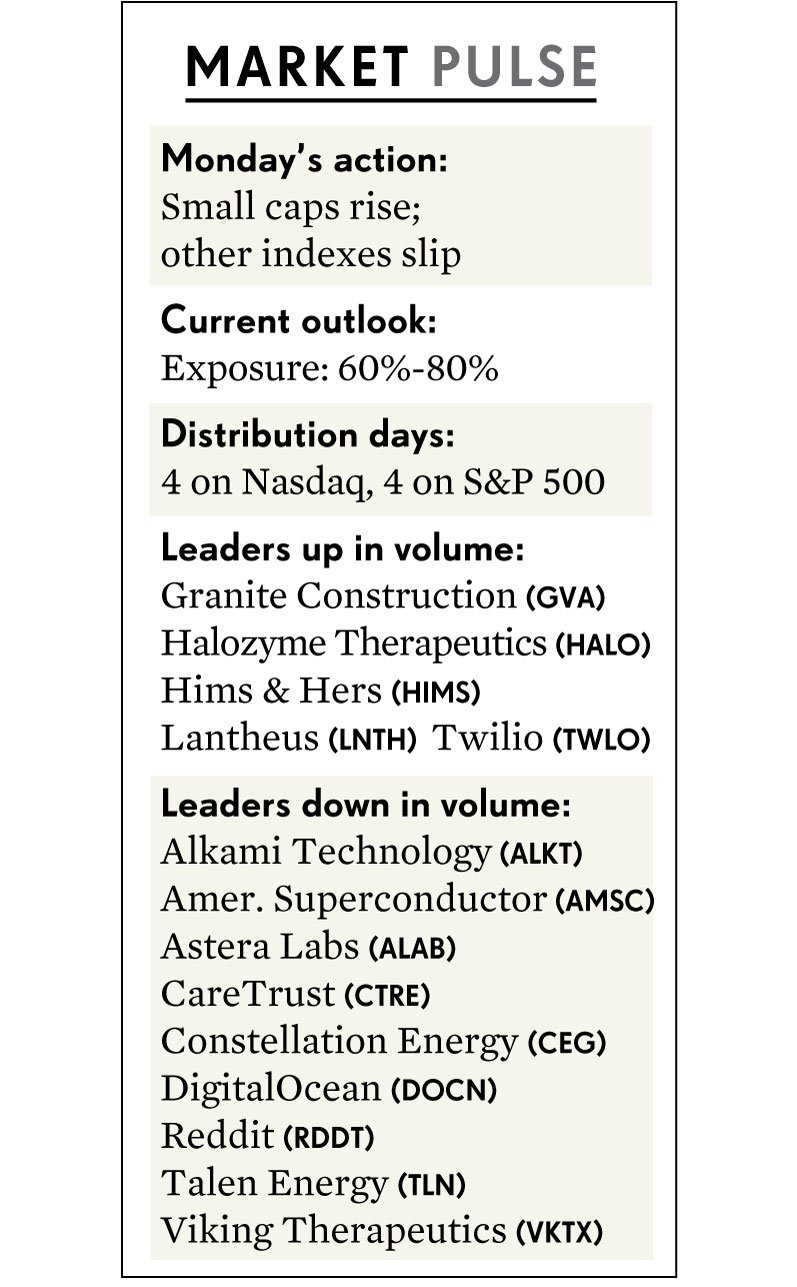 MARKET PULSE
Monday’s action:
Small caps rise;
other indexes slip
Current outlook:
Exposure: 60%-80%
Distribution days:
4 on Nasdaq, 4 on S&P 500
Leaders up in volume:
Granite Construction (GVA)
Halozyme Therapeutics (HALO)
Hims & Hers (HIMS)
Lantheus (LNTH) Twilio (TWLO)
Leaders down in volume:
Alkami Technology (ALKT)
Amer. Superconductor (AMSC)
Astera Labs (ALAB)
CareTrust (CTRE)
Constellation Energy (CEG)
DigitalOcean (DOCN)
Reddit (RDDT)
Talen Energy (TLN)
Viking Therapeutics (VKTX)